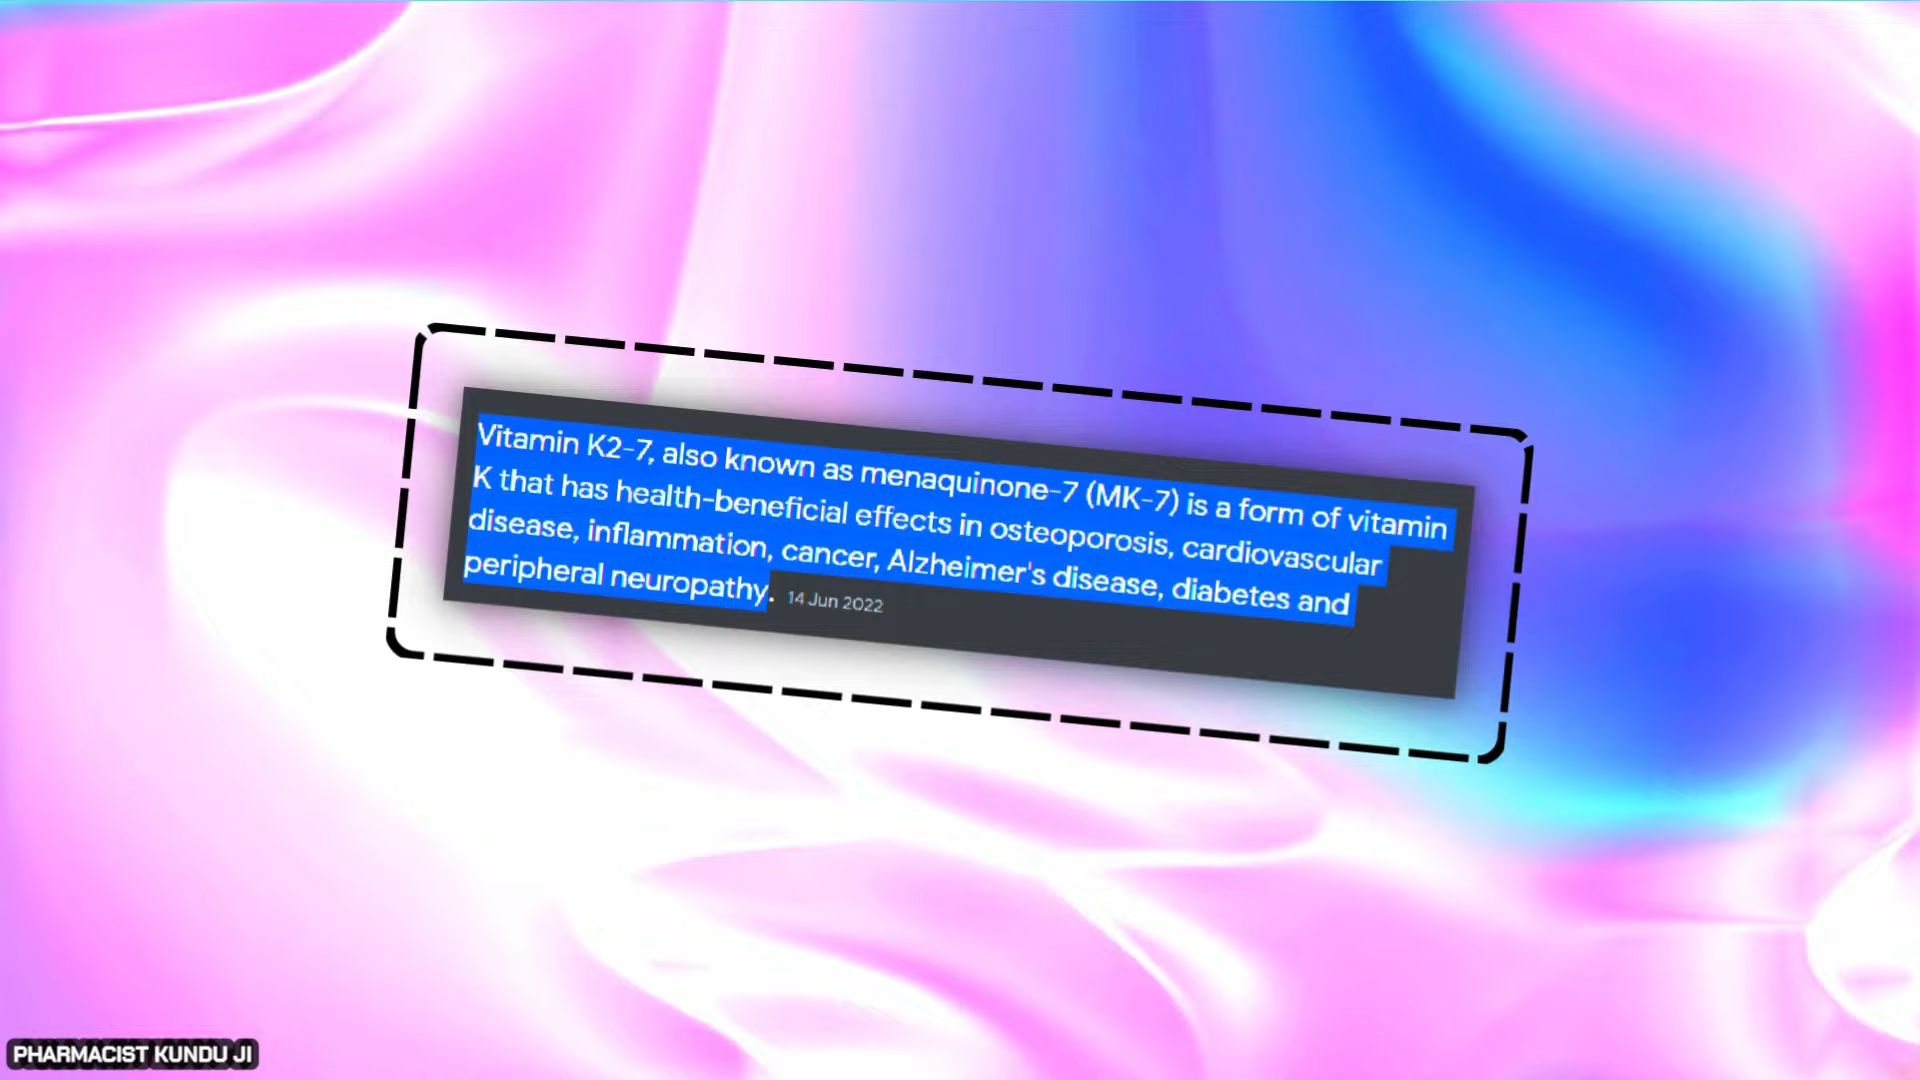 Vitamin K2-7, also known as menaquinone-7 (MK-7) is a form of vitamin
K that has health-beneficial effects in osteoporosis, cardiovascular
disease, inflammation, cancer, Alzheimer's disease, diabetes and
peripheral neuropathy. 14 Jun 2022
PHARMACIST KUNDU JI